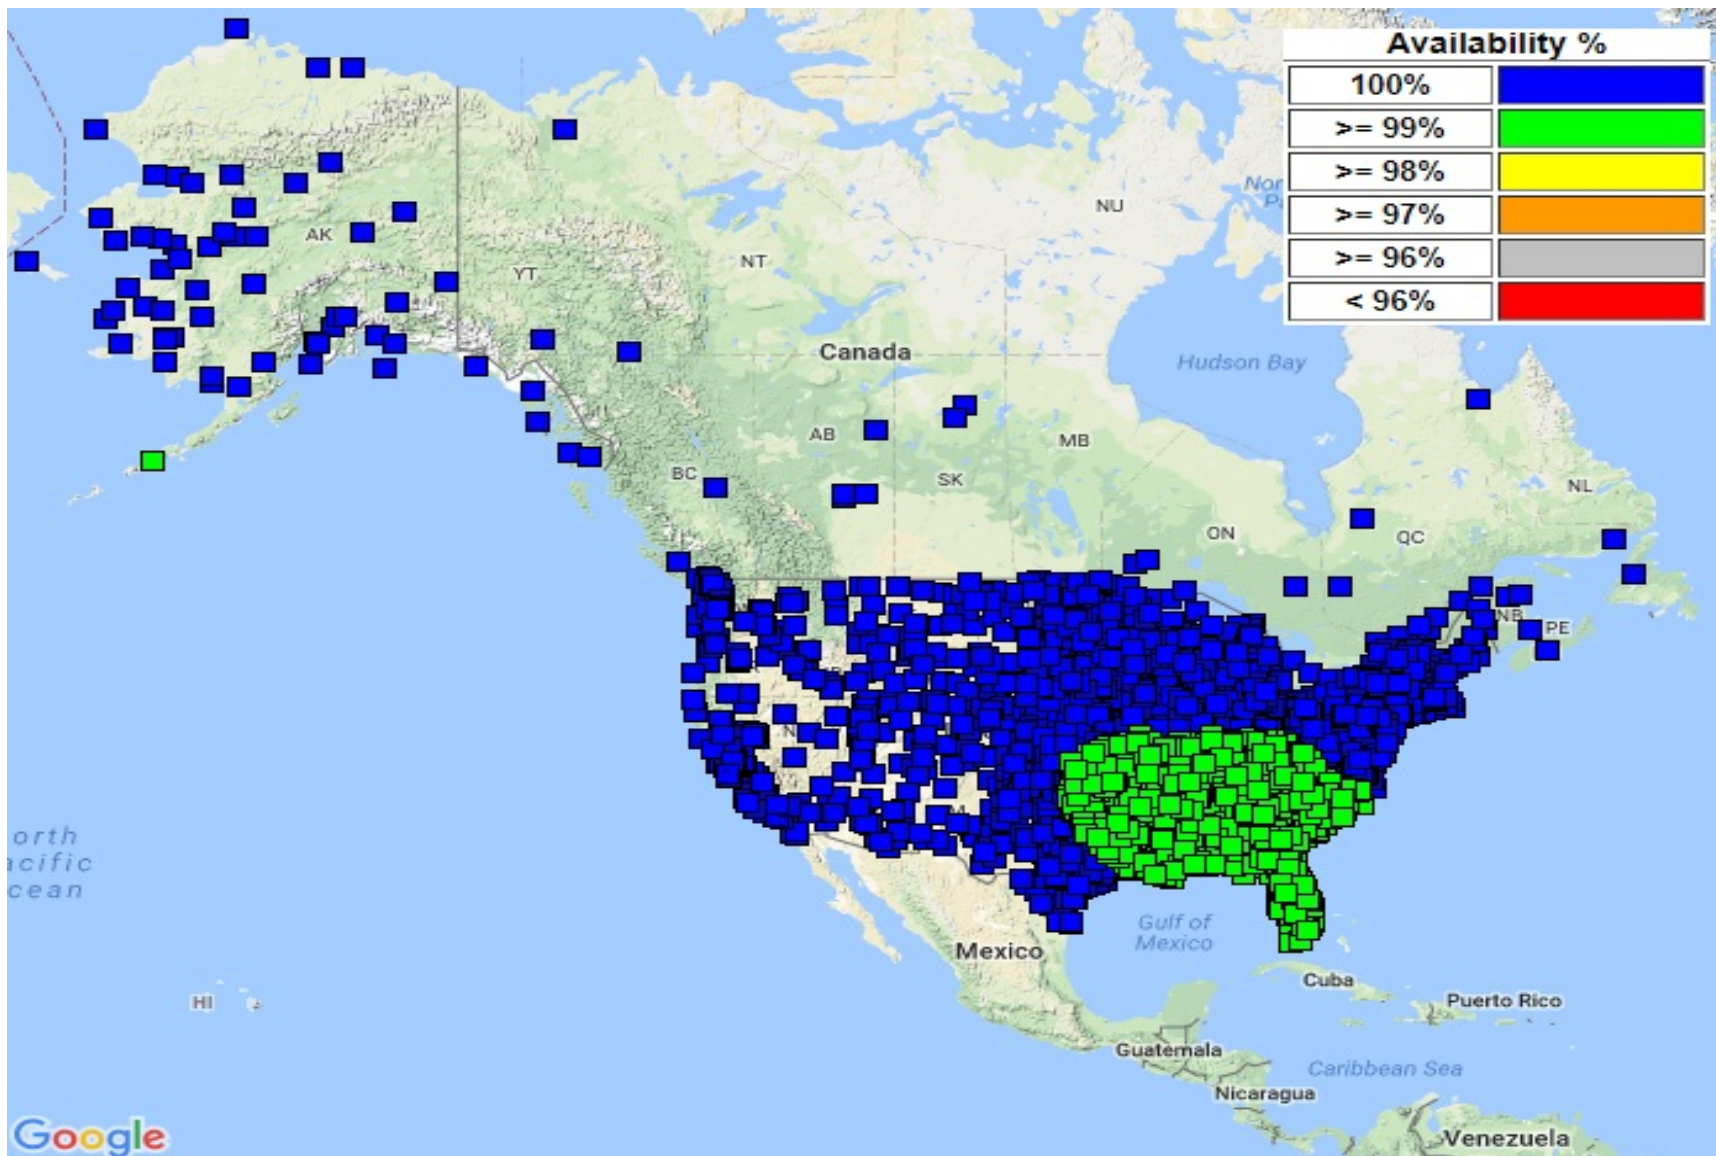 Availability %
100%
>= 99%
>= 98%
>= 97%
>= 96%
< 96%
Nor
P
NU
AK
YT
NT
Canada
Hudson Bay
AB
MB
BC
SK
NL
ON
QC
NB
PE
N
M
orth
acific
cean
Gulf of
Mexico
Mexico
Cuba
HI
Puerto Rico
Guatemala
Caribbean Sea
Nicaragua
Google
Venezuela